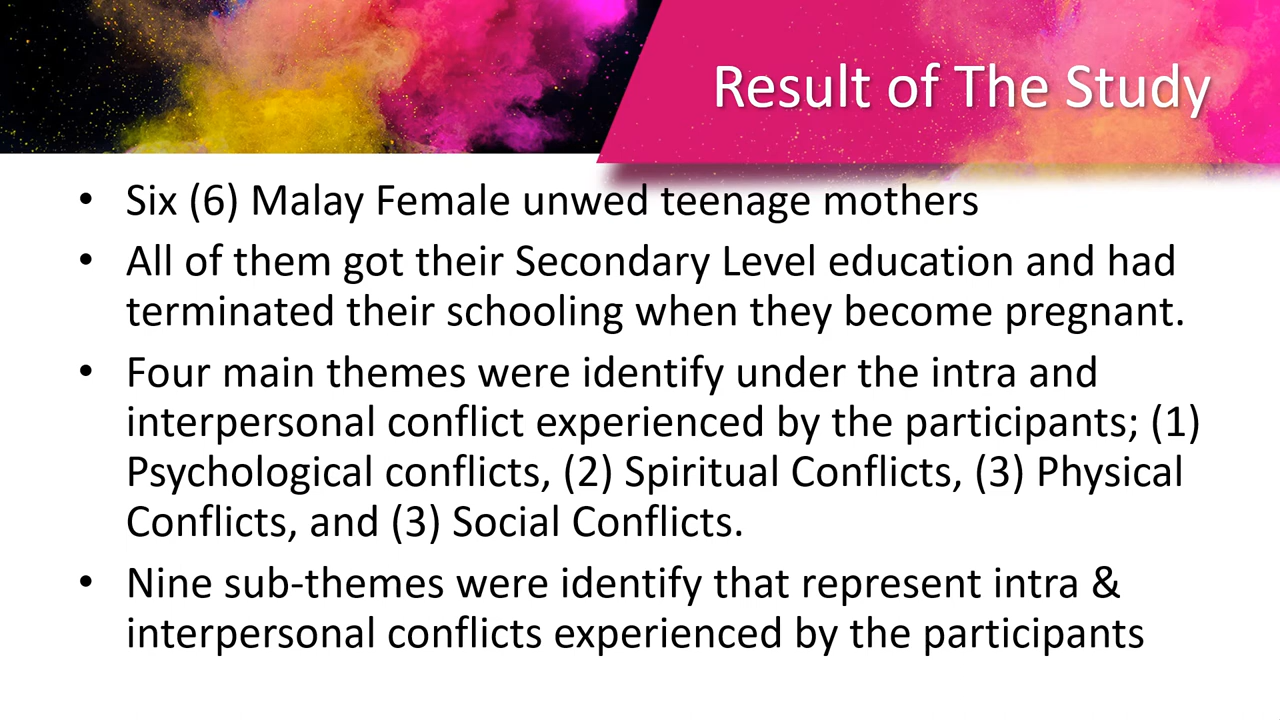 Result of The Study
• Six (6) Malay Female unwed teenage mothers
• All of them got their Secondary Level education and had
terminated their schooling when they become pregnant.
• Four main themes were identify under the intra and
interpersonal conflict experienced by the participants; (1)
Psychological conflicts, (2) Spiritual Conflicts, (3) Physical
Conflicts, and (3) Social Conflicts.
• Nine sub-themes were identify that represent intra &
interpersonal conflicts experienced by the participants